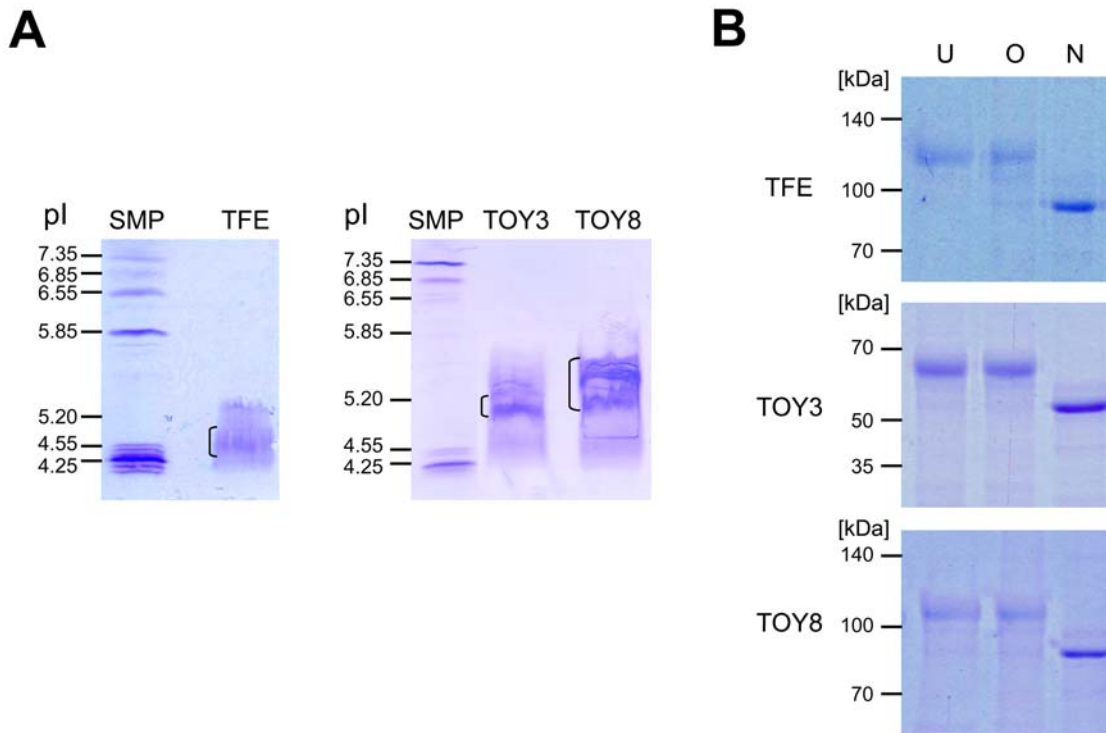 A
pI
SMP
TFE
7.35
6.85
6.55
5.85
5.20
4.55
4.25
pI
SMP
TOY3
TOY8
7.35
6.85
6.55
5.85
5.20
4.55
4.25
B
U
O
N
[kDa]
140
TFE
100
70
[kDa]
70
TOY3
50
35
[kDa]
140
TOY8
100
70